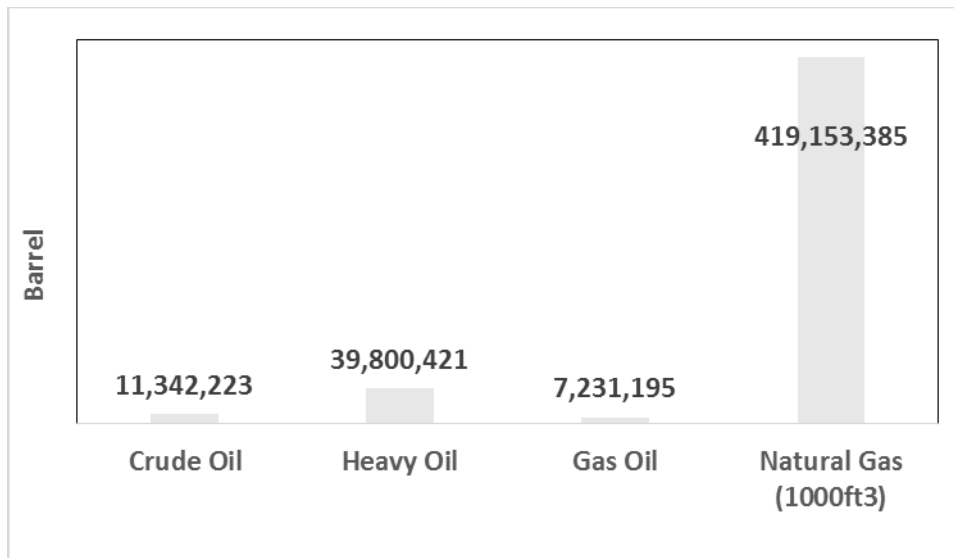 Barrel
419,153,385
39,800,421
11,342,223
7,231,195
Crude Oil
Heavy Oil
Gas Oil
Natural Gas
(1000ft3)